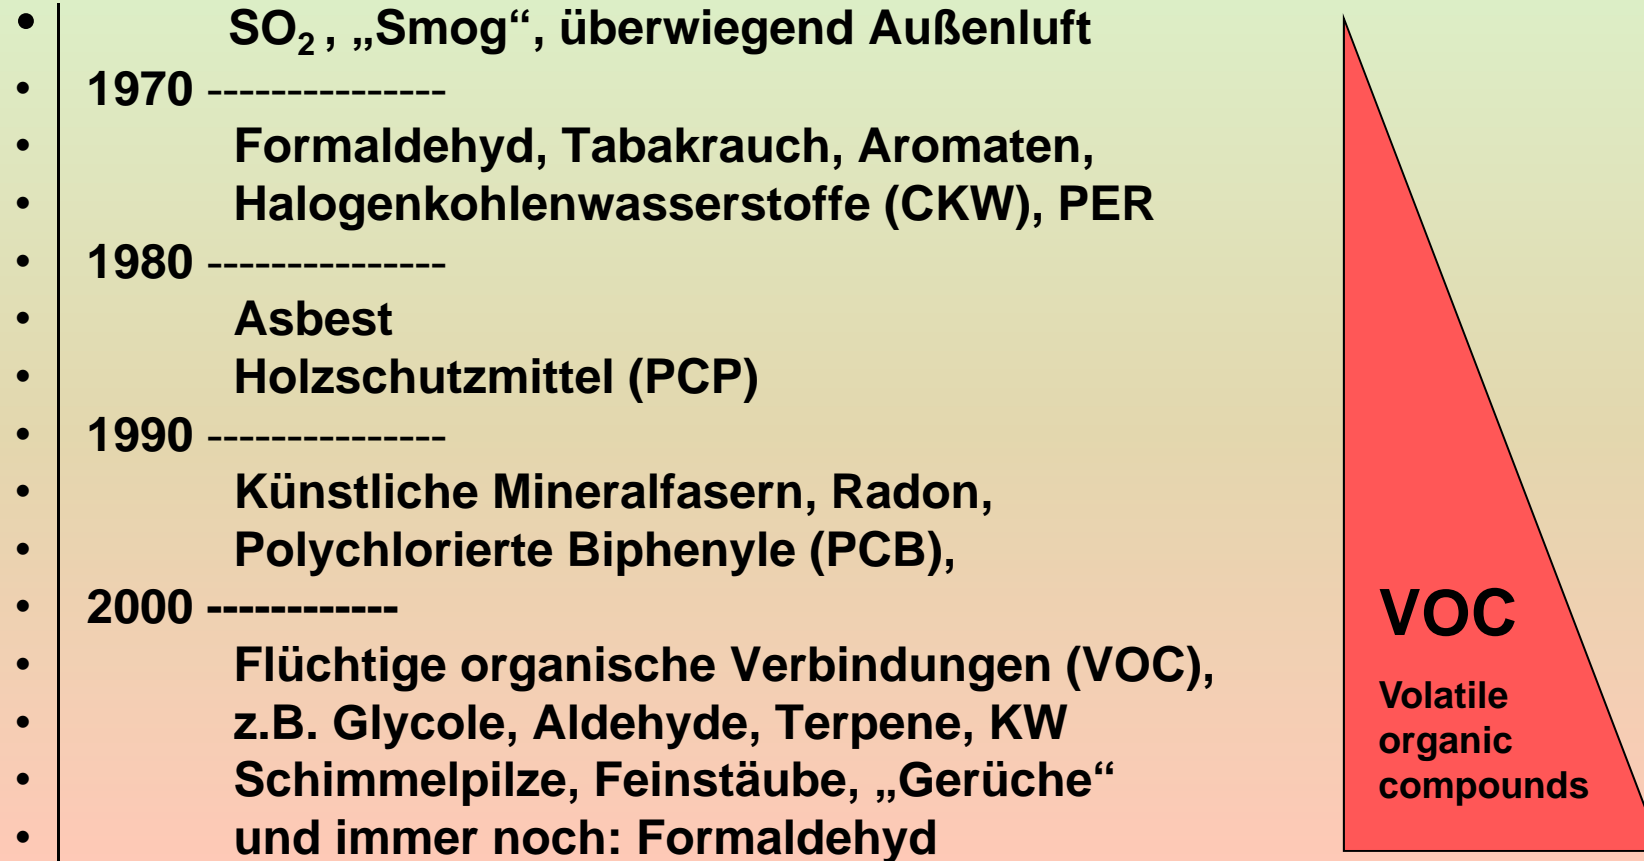 • SO₂ , „Smog“, überwiegend Außenluft
• 1970 ---------------
• Formaldehyd, Tabakrauch, Aromaten,
• Halogenkohlenwasserstoffe (CKW), PER
• 1980 ---------------
• Asbest
• Holzschutzmittel (PCP)
• 1990 ---------------
• Künstliche Mineralfasern, Radon,
• Polychlorierte Biphenyle (PCB),
• 2000 ------------
• Flüchtige organische Verbindungen (VOC),
• z.B. Glycole, Aldehyde, Terpene, KW
• Schimmelpilze, Feinstäube, „Gerüche“
• und immer noch: Formaldehyd
VOC
Volatile
organic
compounds